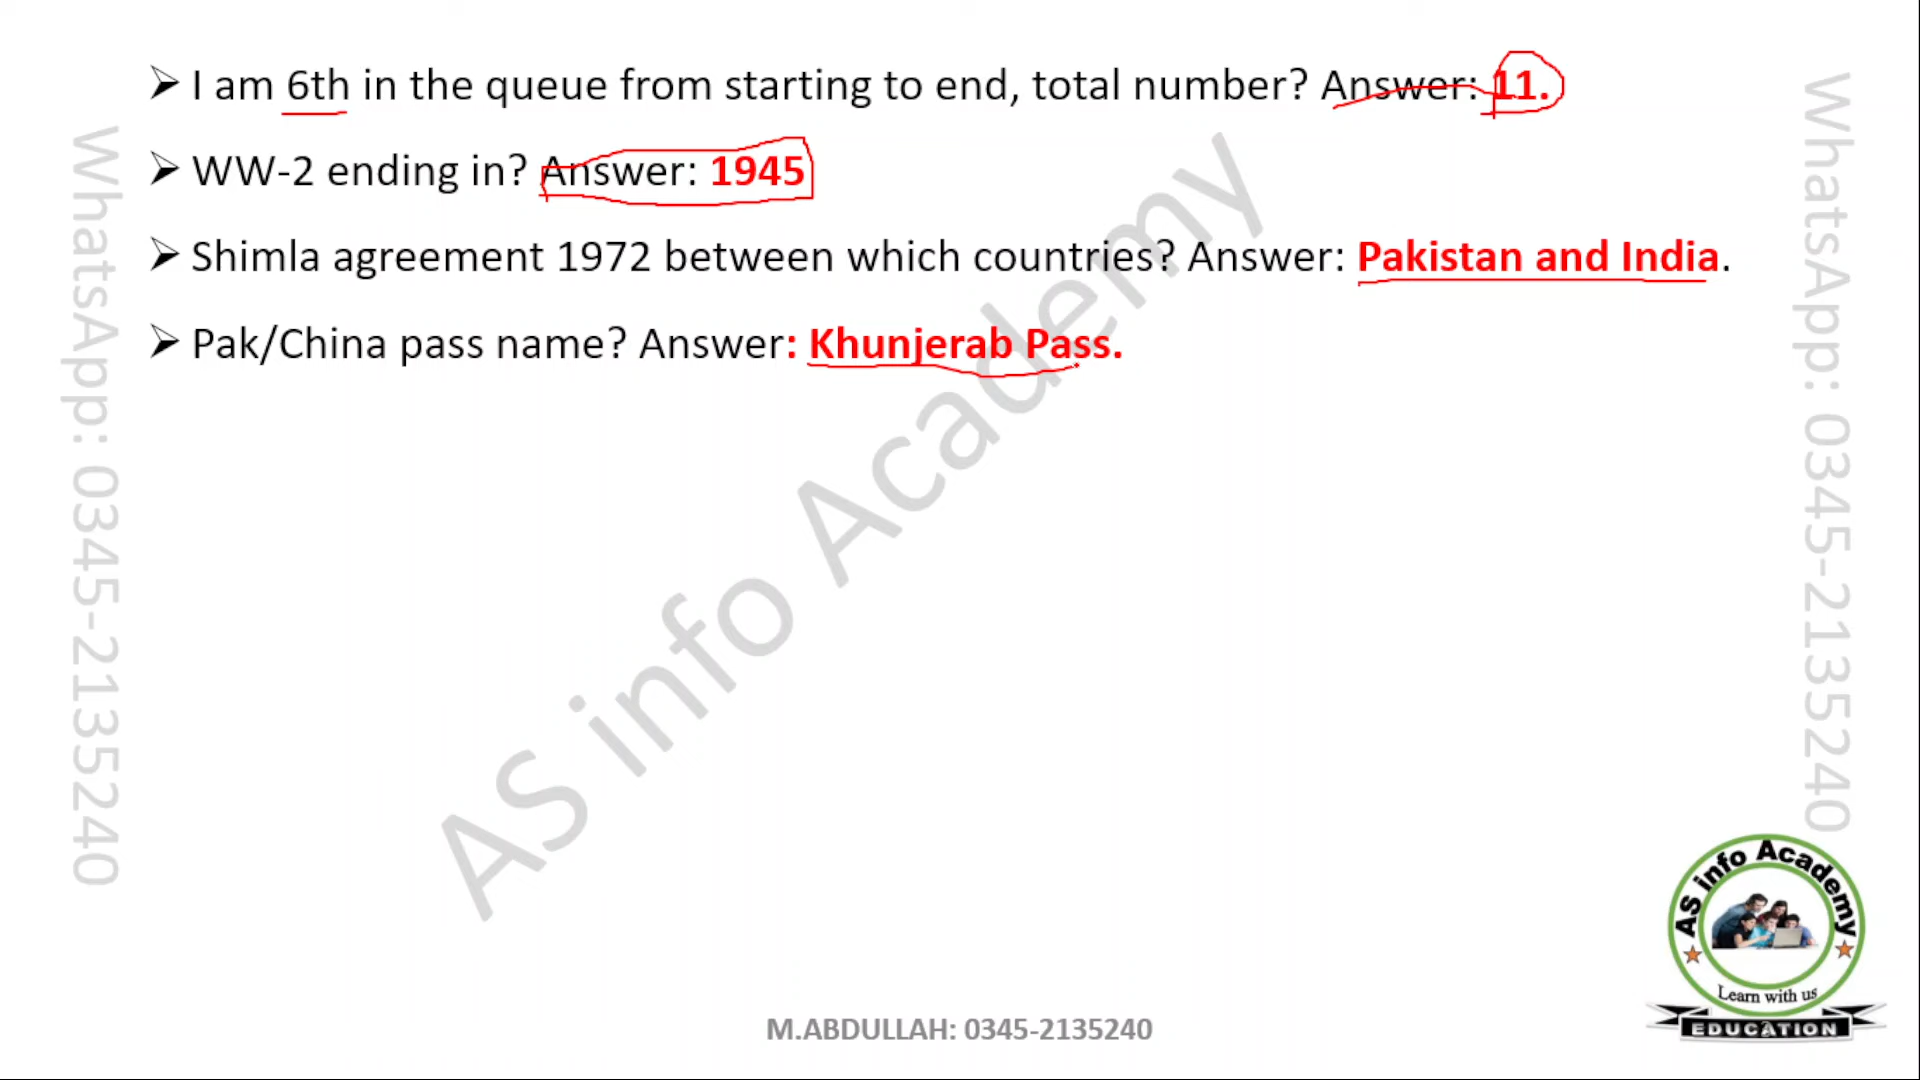 ➢ I am 6th in the queue from starting to end, total number? Answer: 11.
➢ WW-2 ending in? Answer: 1945
➢ Shimla agreement 1972 between which countries? Answer: Pakistan and India.
➢ Pak/China pass name? Answer: Khunjerab Pass.
WhatsApp: 0345-2135240
AS info Academy
WhatsApp: 0345-2135240
AS info Academy
Learn with us
EDUCATION
M.ABDULLAH: 0345-2135240